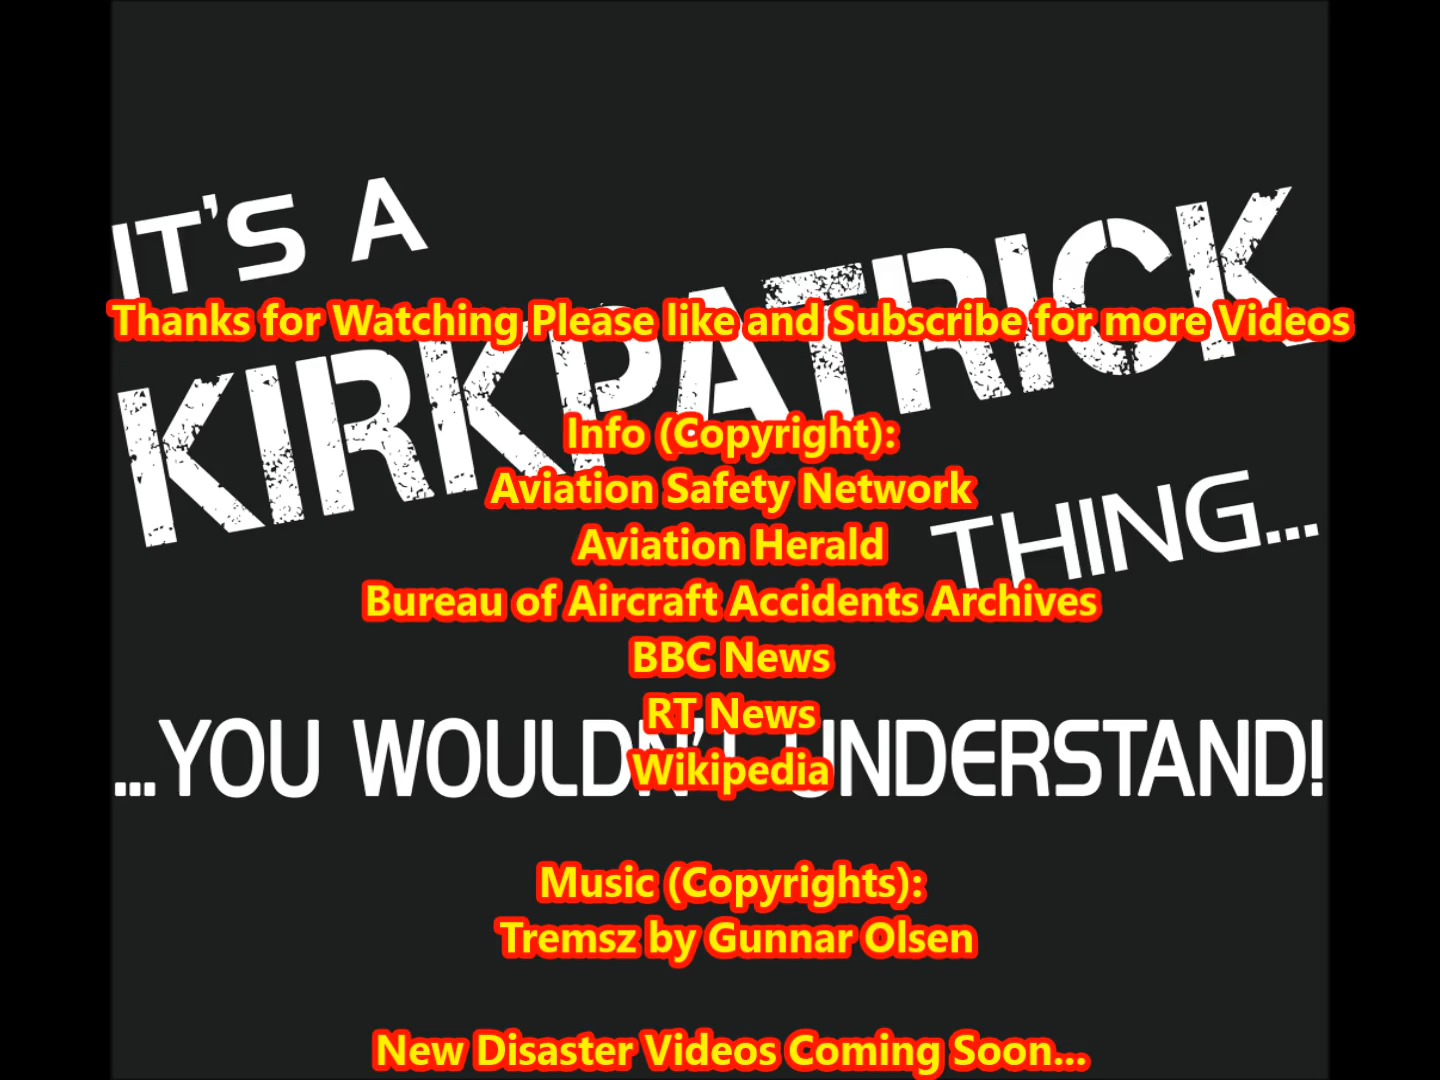 IT'S A
KIRKPATRICK
THING...
...YOU WOULDN'T UNDERSTAND!
Thanks for Watching Please like and Subscribe for more Videos
Info (Copyright):
Aviation Safety Network
Aviation Herald
Bureau of Aircraft Accidents Archives
BBC News
RT News
Wikipedia
Music (Copyrights):
Tremsz by Gunnar Olsen
New Disaster Videos Coming Soon...